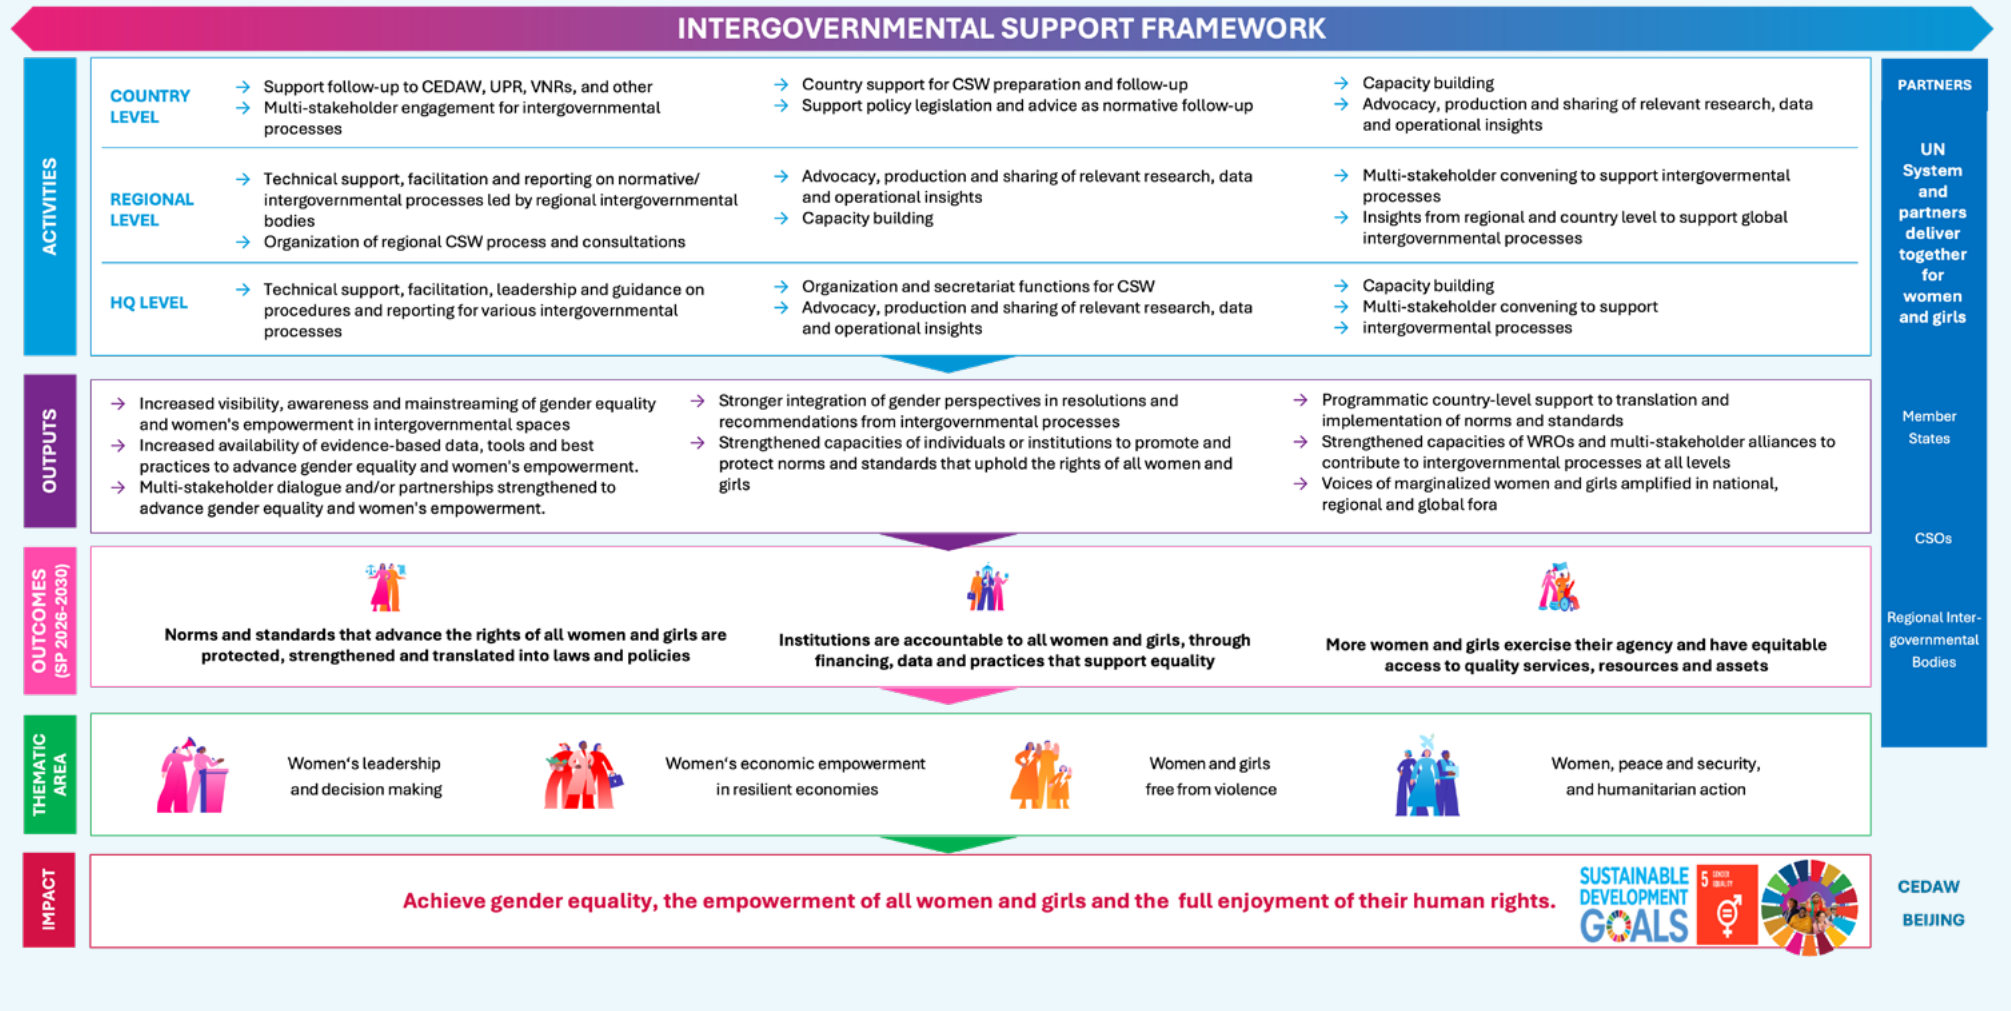 INTERGOVERNMENTAL SUPPORT FRAMEWORK
ACTIVITIES
COUNTRY
LEVEL
→ Support follow-up to CEDAW, UPR, VNRs, and other
→ Multi-stakeholder engagement for intergovernmental
processes
→ Country support for CSW preparation and follow-up
→ Support policy legislation and advice as normative follow-up
→ Capacity building
→ Advocacy, production and sharing of relevant research, data
and operational insights
REGIONAL
LEVEL
→ Technical support, facilitation and reporting on normative/
intergovernmental processes led by regional intergovernmental
bodies
→ Organization of regional CSW process and consultations
→ Advocacy, production and sharing of relevant research, data
and operational insights
→ Capacity building
→ Multi-stakeholder convening to support intergovermental
processes
→ Insights from regional and country level to support global
intergovernmental processes
HQ LEVEL
→ Technical support, facilitation, leadership and guidance on
procedures and reporting for various intergovernmental
processes
→ Organization and secretariat functions for CSW
→ Advocacy, production and sharing of relevant research, data
and operational insights
→ Capacity building
→ Multi-stakeholder convening to support
→ intergovermental processes
OUTPUTS
→ Increased visibility, awareness and mainstreaming of gender equality
and women's empowerment in intergovernmental spaces
→ Increased availability of evidence-based data, tools and best
practices to advance gender equality and women's empowerment.
→ Multi-stakeholder dialogue and/or partnerships strengthened to
advance gender equality and women's empowerment.
→ Stronger integration of gender perspectives in resolutions and
recommendations from intergovernmental processes
→ Strengthened capacities of individuals or institutions to promote and
protect norms and standards that uphold the rights of all women and
girls
→ Programmatic country-level support to translation and
implementation of norms and standards
→ Strengthened capacities of WROs and multi-stakeholder alliances to
contribute to intergovernmental processes at all levels
→ Voices of marginalized women and girls amplified in national,
regional and global fora
OUTCOMES
(SP 2026-2030)
Norms and standards that advance the rights of all women and girls are
protected, strengthened and translated into laws and policies
Institutions are accountable to all women and girls, through
financing, data and practices that support equality
More women and girls exercise their agency and have equitable
access to quality services, resources and assets
THEMATIC
AREA
Women's leadership
and decision making
Women's economic empowerment
in resilient economies
Women and girls
free from violence
Women, peace and security,
and humanitarian action
IMPACT
Achieve gender equality, the empowerment of all women and girls and the full enjoyment of their human rights.
SUSTAINABLE
DEVELOPMENT
GOALS
5 GENDER
EQUALITY
PARTNERS
UN
System
and
partners
deliver
together
for
women
and girls
Member
States
CSOs
Regional Inter-
governmental
Bodies
CEDAW
BEIJING